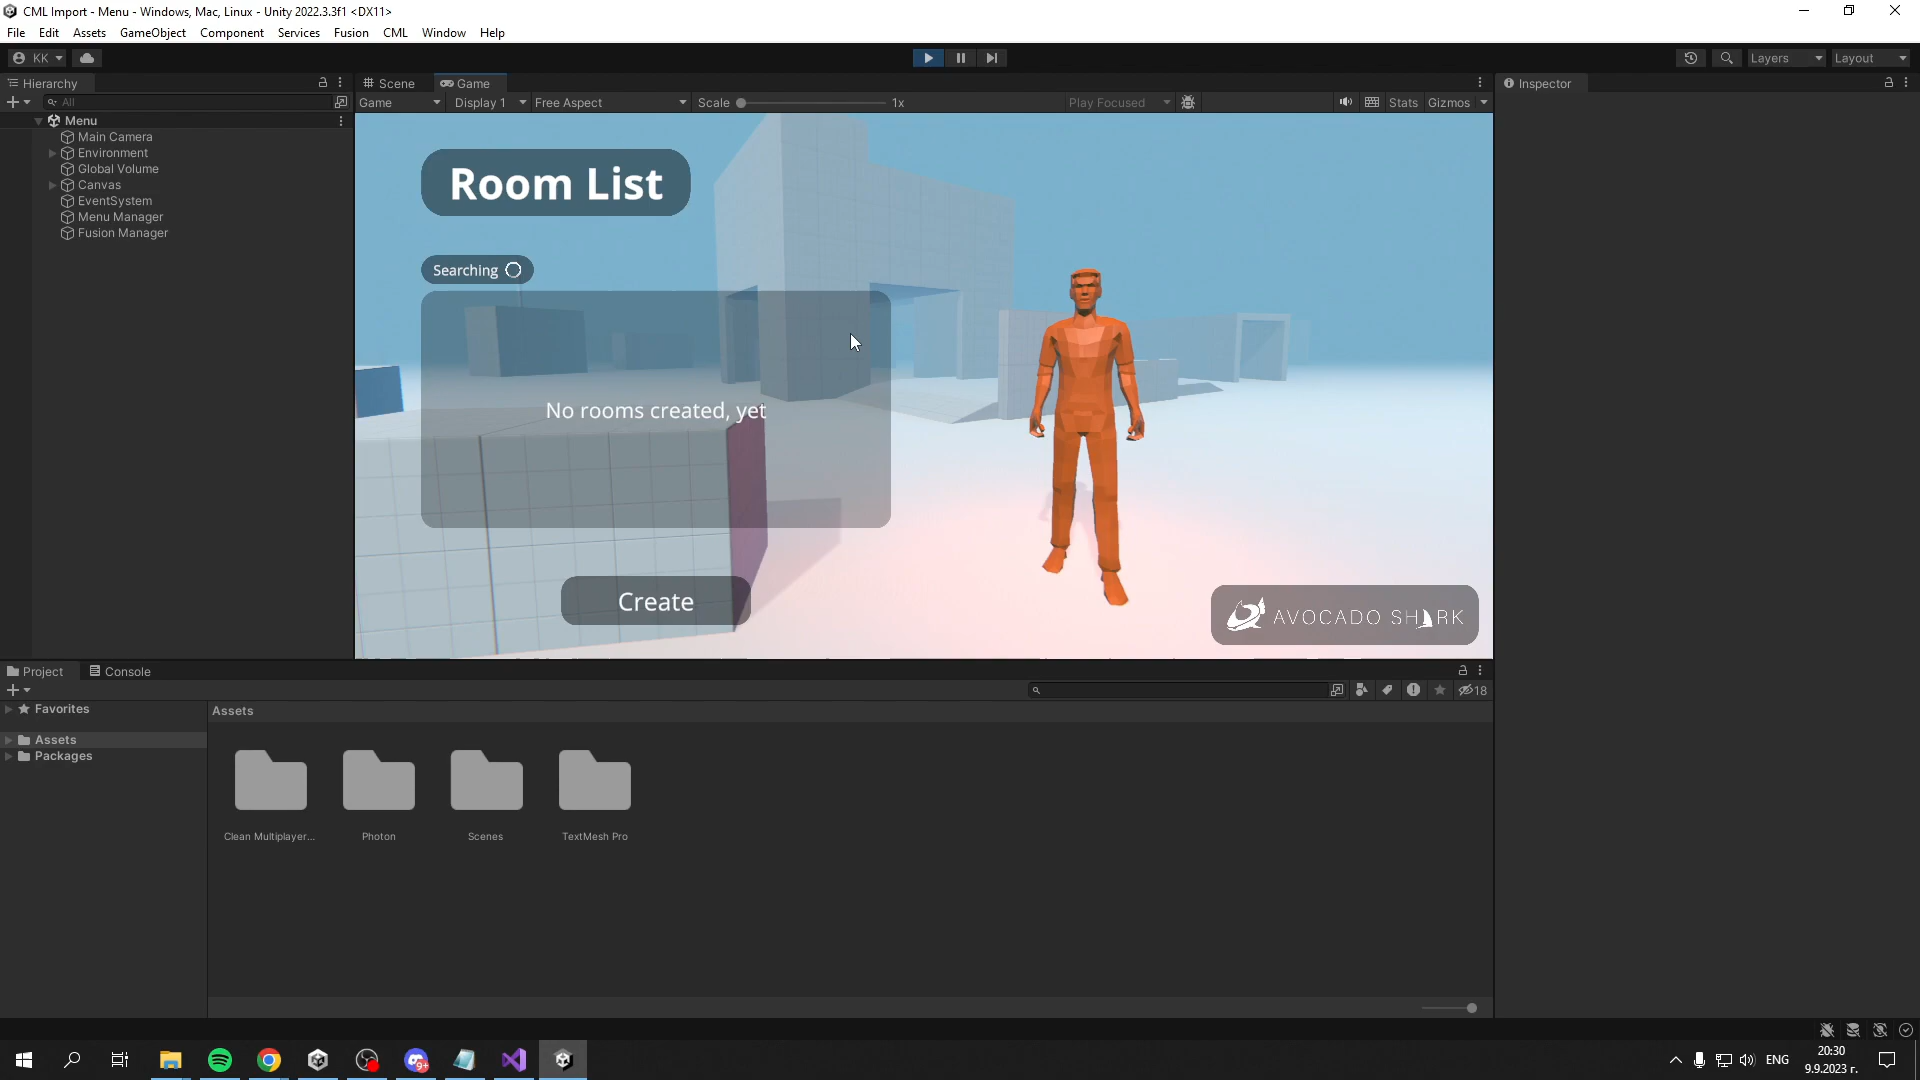 CML Import - Menu - Windows, Mac, Linux - Unity 2022.3.3f1 <DX11>
File Edit Assets GameObject Component Services Fusion CML Window Help
KK Layers Layout
Hierarchy Scene Game Inspector
All Game Display 1 Free Aspect Scale 1x Play Focused Stats Gizmos
Menu
Main Camera
Environment
Global Volume
Canvas
EventSystem
Menu Manager
Fusion Manager
Room List
Searching
No rooms created, yet
Create
AVOCADO SHARK
Project Console
18
Favorites
Assets
Packages
Assets
Clean Multiplayer... Photon Scenes TextMesh Pro
9+
ENG
20:30
9.9.2023 г.